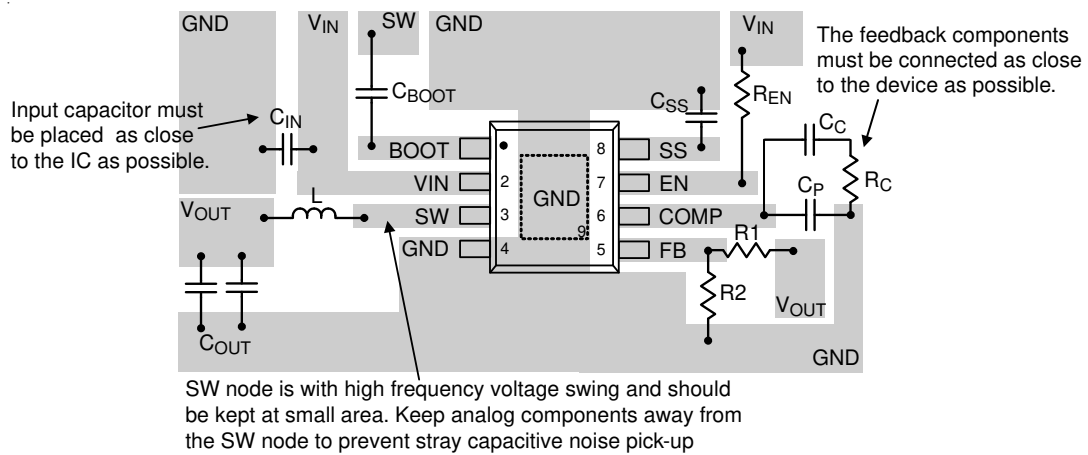 GND
VIN
SW
GND
VIN
The feedback components
must be connected as close
to the device as possible.
Input capacitor must
be placed as close
to the IC as possible.
CIN
CBOOT
CSS
REN
CC
RC
CP
BOOT
VIN
SW
GND
2
3
4
GND
9
8
7
6
5
SS
EN
COMP
FB
VOUT
L
COUT
R1
R2
VOUT
GND
SW node is with high frequency voltage swing and should
be kept at small area. Keep analog components away from
the SW node to prevent stray capacitive noise pick-up